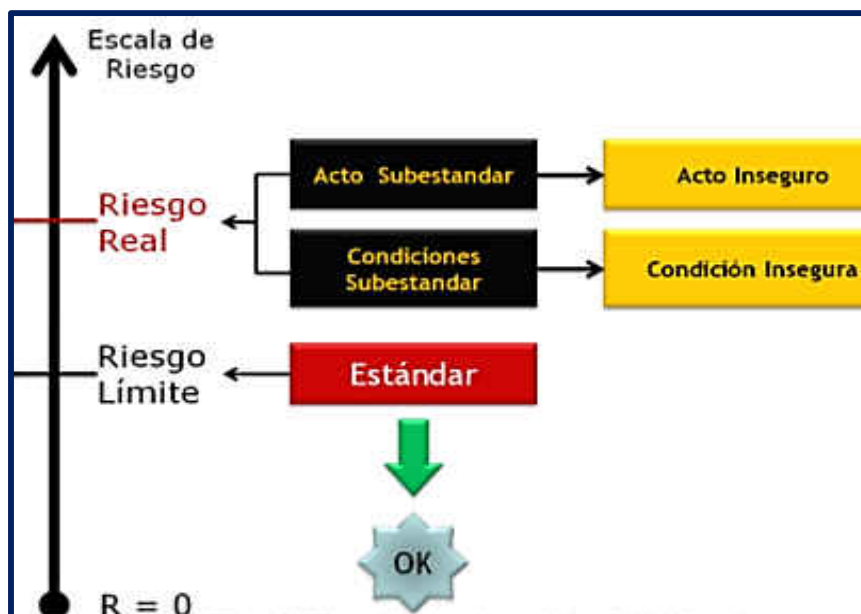 Escala de
Riesgo
Acto Subestandar
Acto Inseguro
Riesgo
Real
Condiciones
Subestandar
Condición Insegura
Riesgo
Límite
Estándar
OK
R = 0